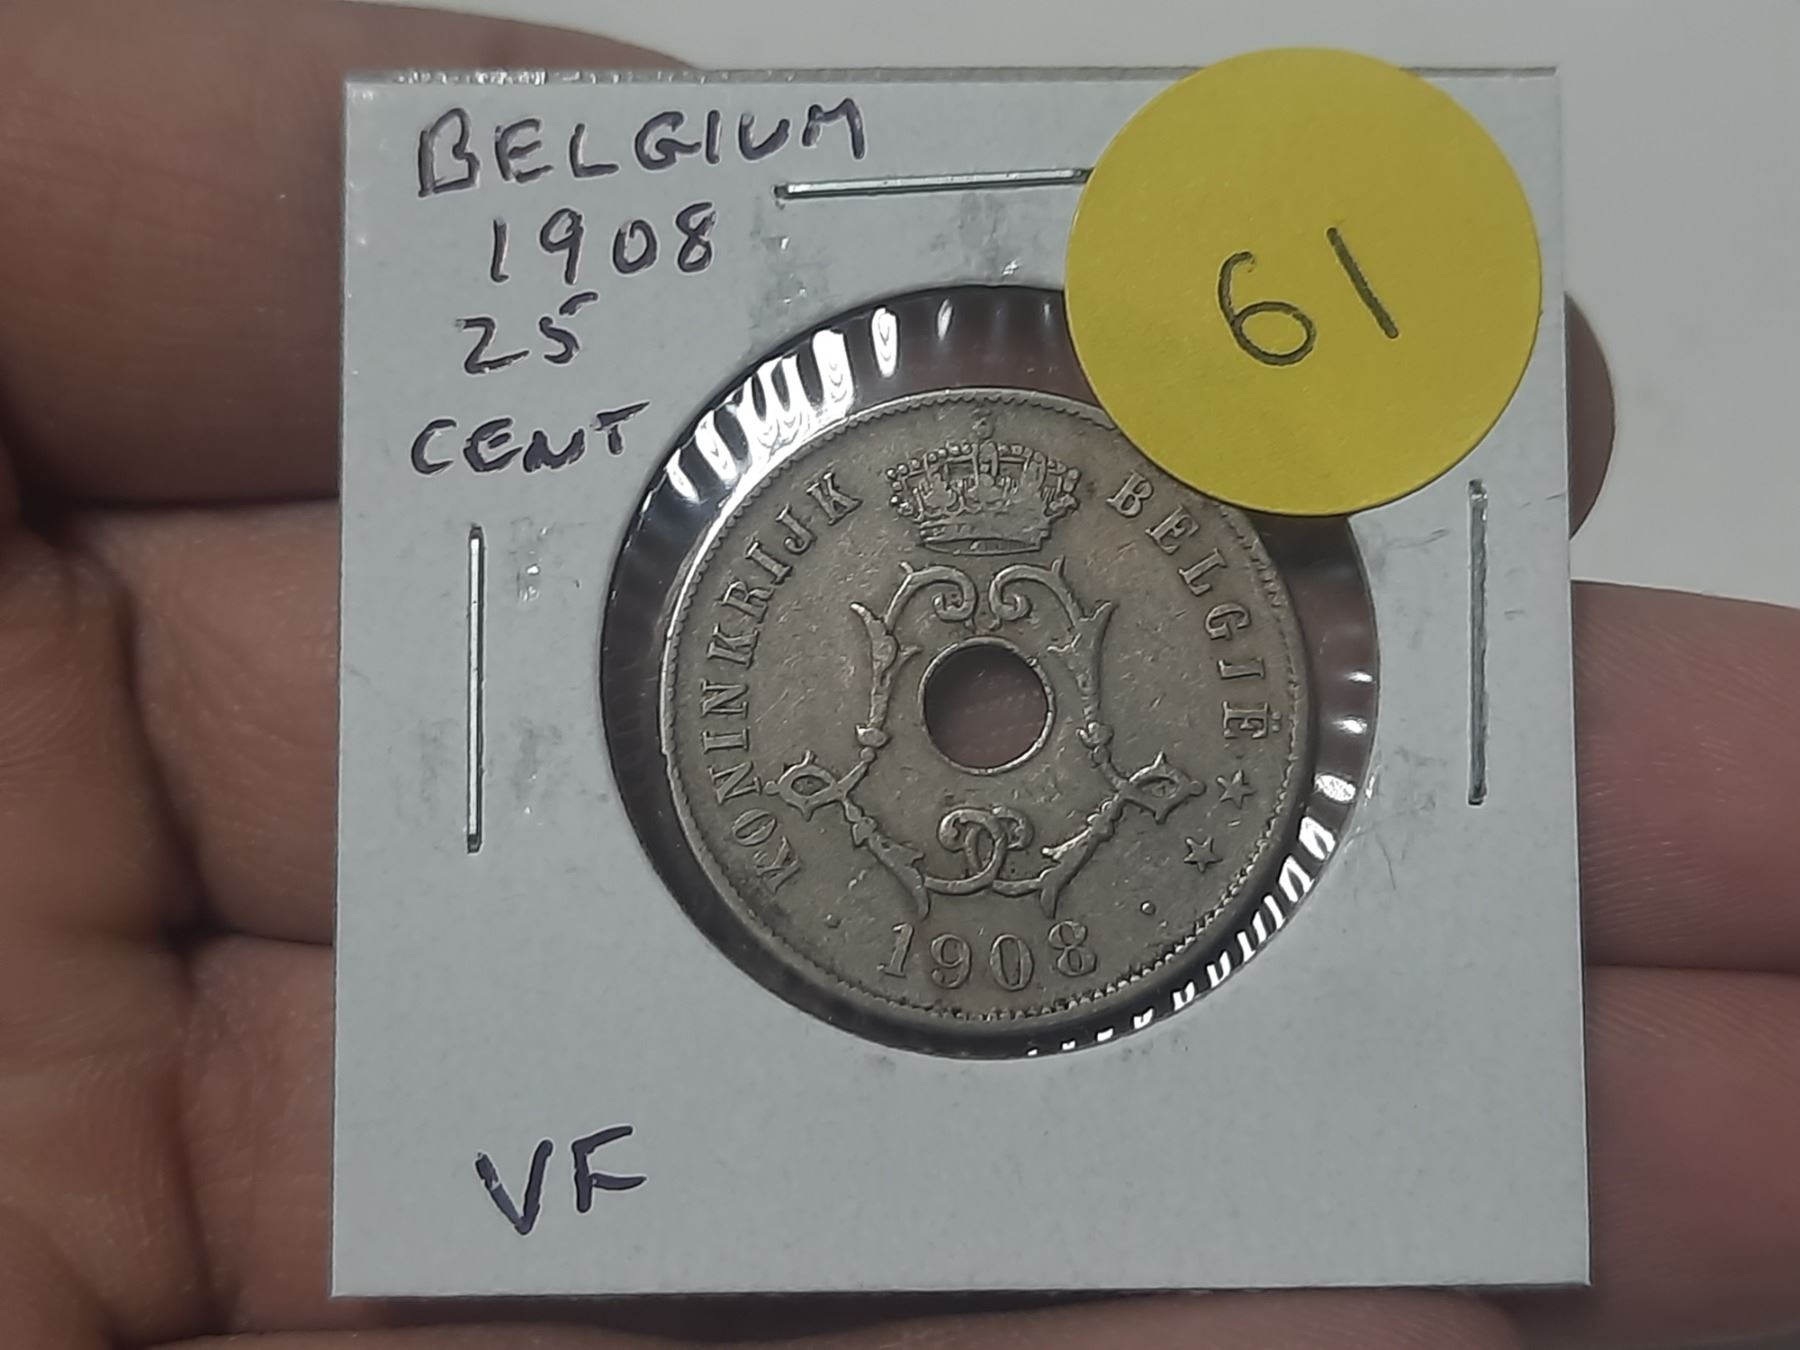 BELGIUM
1908
25
CENT
61
KONINKRIJK BELGIË
1908
VF